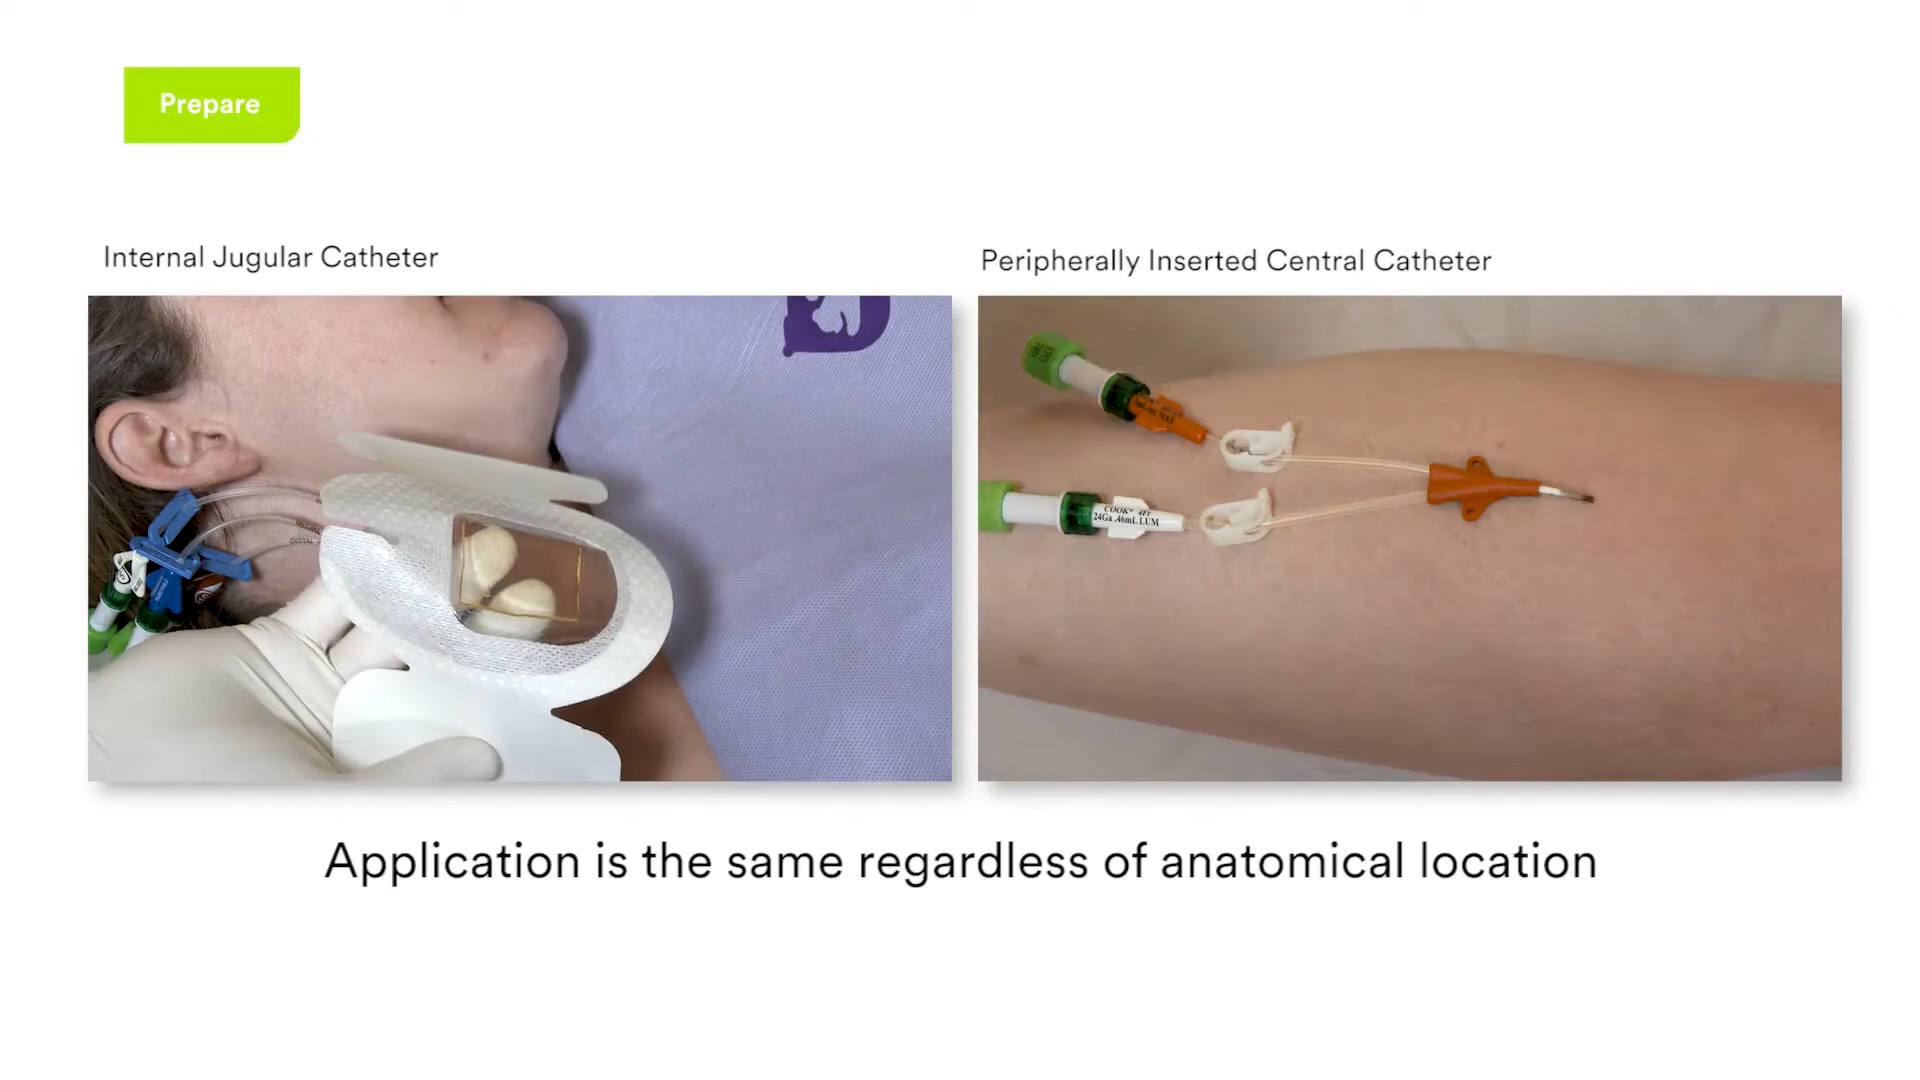 Prepare
Internal Jugular Catheter
Peripherally Inserted Central Catheter
COOK® 4Fr
24Ga .46mL LUM
Application is the same regardless of anatomical location